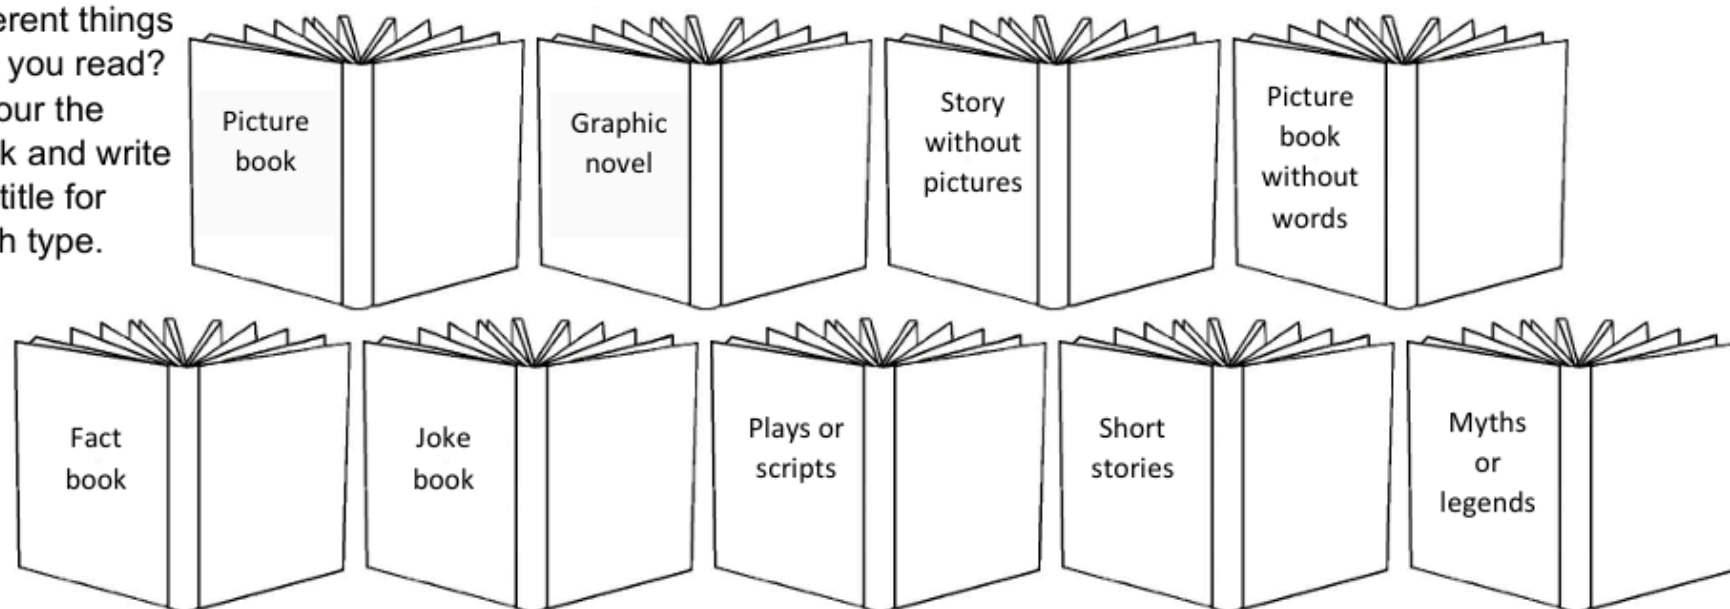 erent things
you read?
our the
k and write
title for
h type.
Picture
book
Graphic
novel
Story
without
pictures
Picture
book
without
words
Fact
book
Joke
book
Plays or
scripts
Short
stories
Myths
or
legends